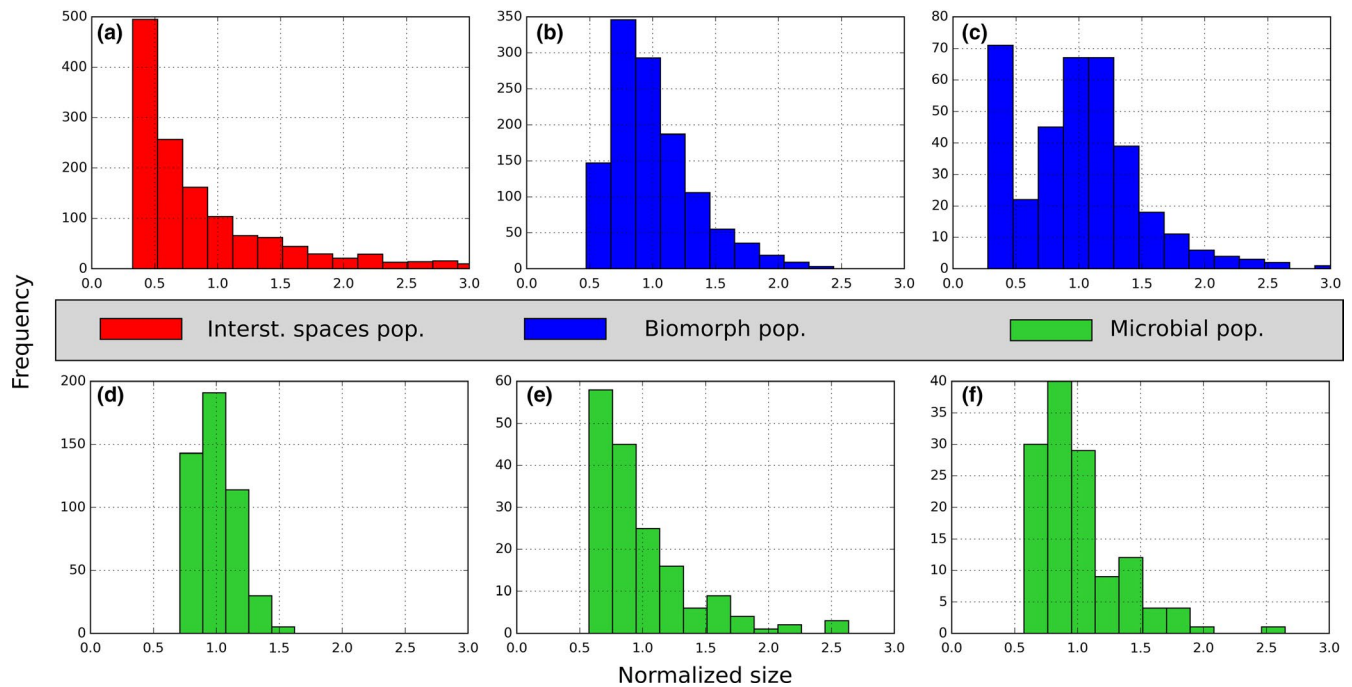 (a) (b) (c)
500 400 300 200 100 0
0.0 0.5 1.0 1.5 2.0 2.5 3.0
350 300 250 200 150 100 50 0
0.0 0.5 1.0 1.5 2.0 2.5 3.0
80 70 60 50 40 30 20 10 0
0.0 0.5 1.0 1.5 2.0 2.5 3.0
Frequency
Interst. spaces pop. Biomorph pop. Microbial pop.
(d) (e) (f)
200 150 100 50 0
0.0 0.5 1.0 1.5 2.0 2.5 3.0
60 50 40 30 20 10 0
0.0 0.5 1.0 1.5 2.0 2.5 3.0
40 35 30 25 20 15 10 5 0
0.0 0.5 1.0 1.5 2.0 2.5 3.0
Normalized size